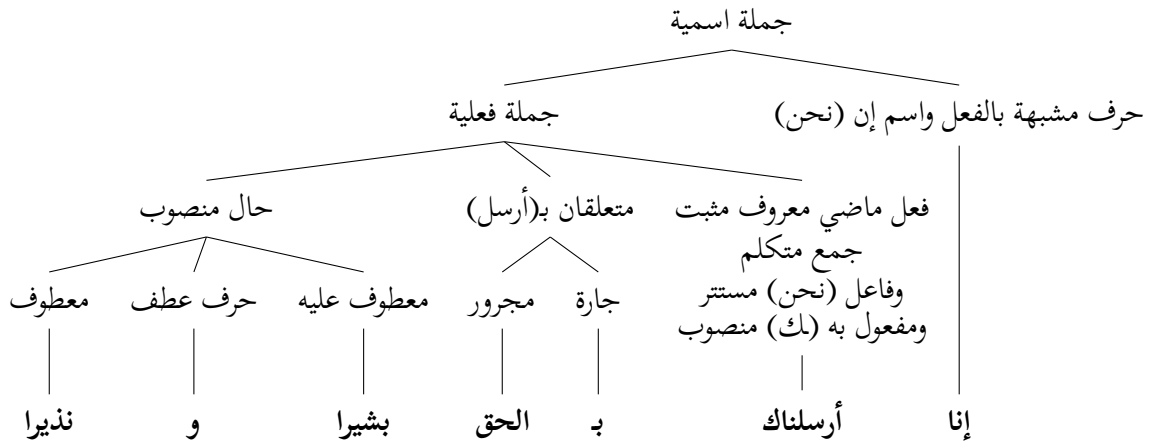 جملة اسمية
حرف مشبهة بالفعل واسم إن (نحن)
جملة فعلية
فعل ماضي معروف مثبت
جمع متكلم
وفاعل (نحن) مستتر
ومفعول به (ـك) منصوب
متعلقان بـ(أرسل)
حال منصوب
جارة
مجرور
معطوف عليه
حرف عطف
معطوف
إنا
أرسلناك
بـ
الحق
بشيرا
و
نذيرا